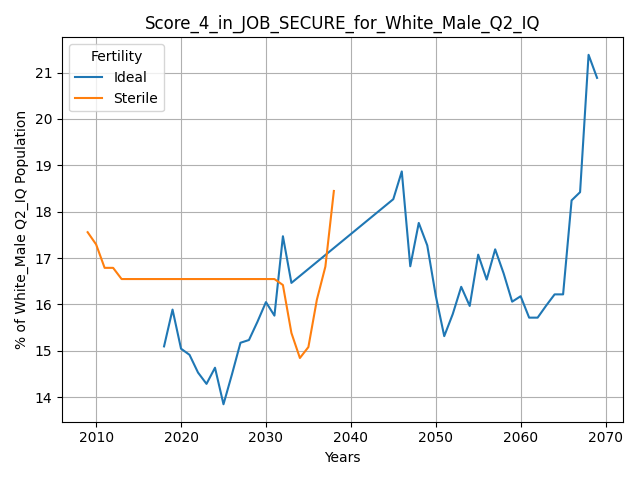 Score_4_in_JOB_SECURE_for_White_Male_Q2_IQ
Fertility
Ideal
Sterile
% of White_Male Q2_IQ Population
21
20
19
18
17
16
15
14
2010
2020
2030
2040
2050
2060
2070
Years